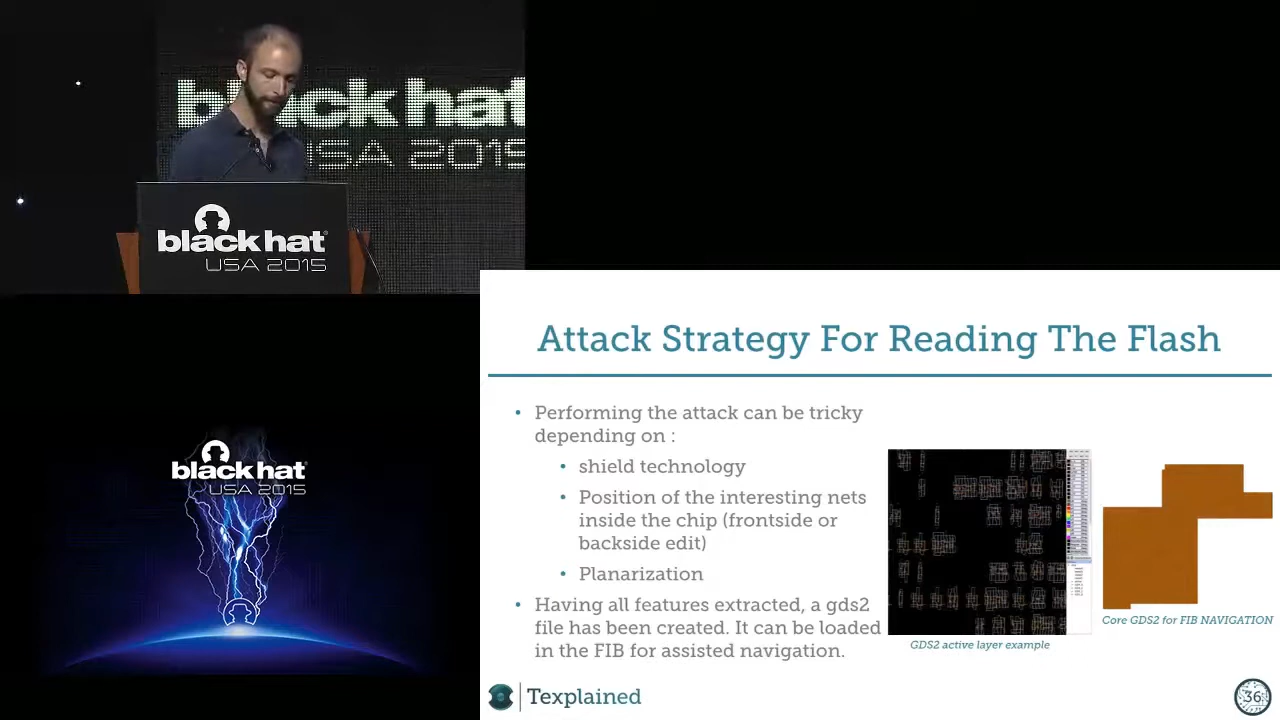 black hat
USA 2015
black hat
USA 2015
Attack Strategy For Reading The Flash
• Performing the attack can be tricky
depending on :
• shield technology
• Position of the interesting nets
inside the chip (frontside or
backside edit)
• Planarization
• Having all features extracted, a gds2
file has been created. It can be loaded
in the FIB for assisted navigation.
GDS2 active layer example
Core GDS2 for FIB NAVIGATION
black hat
USA 2015
Texplained
36